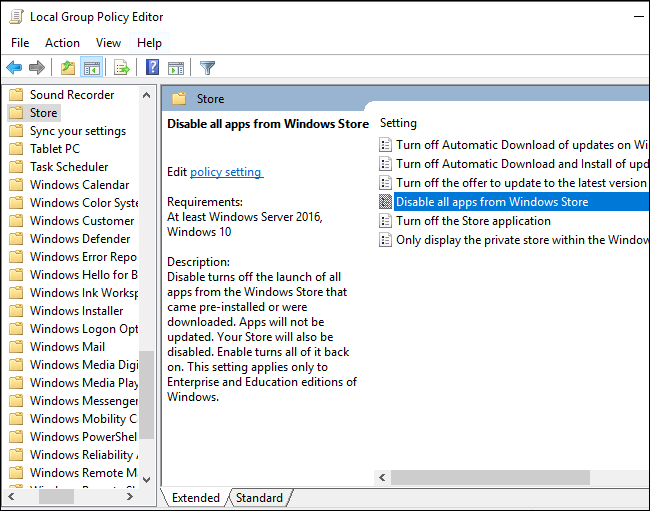 Local Group Policy Editor
File Action View Help
Sound Recorder
Store
Sync your settings
Tablet PC
Task Scheduler
Windows Calendar
Windows Color Syste
Windows Customer
Windows Defender
Windows Error Repo
Windows Hello for B
Windows Ink Worksp
Windows Installer
Windows Logon Opt
Windows Mail
Windows Media Digi
Windows Media Play
Windows Messenger
Windows Mobility C
Windows PowerShel
Windows Reliability A
Windows Remote M
Store
Disable all apps from Windows Store
Edit policy setting
Requirements:
At least Windows Server 2016,
Windows 10
Description:
Disable turns off the launch of all
apps from the Windows Store that
came pre-installed or were
downloaded. Apps will not be
updated. Your Store will also be
disabled. Enable turns all of it back
on. This setting applies only to
Enterprise and Education editions of
Windows.
Setting
Turn off Automatic Download of updates on Wi
Turn off Automatic Download and Install of upd
Turn off the offer to update to the latest version
Disable all apps from Windows Store
Turn off the Store application
Only display the private store within the Window
Extended Standard